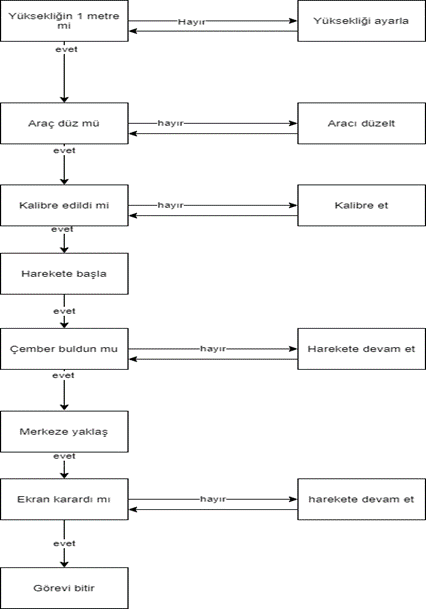 Yüksekliğin 1 metre
mi
Hayır
Yüksekliği ayarla
evet
Araç düz mü
hayır
Aracı düzelt
evet
Kalibre edildi mi
hayır
Kalibre et
evet
Harekete başla
evet
Çember buldun mu
hayır
Harekete devam et
evet
Merkeze yaklaş
evet
Ekran karardı mı
hayır
harekete devam et
evet
Görevi bitir